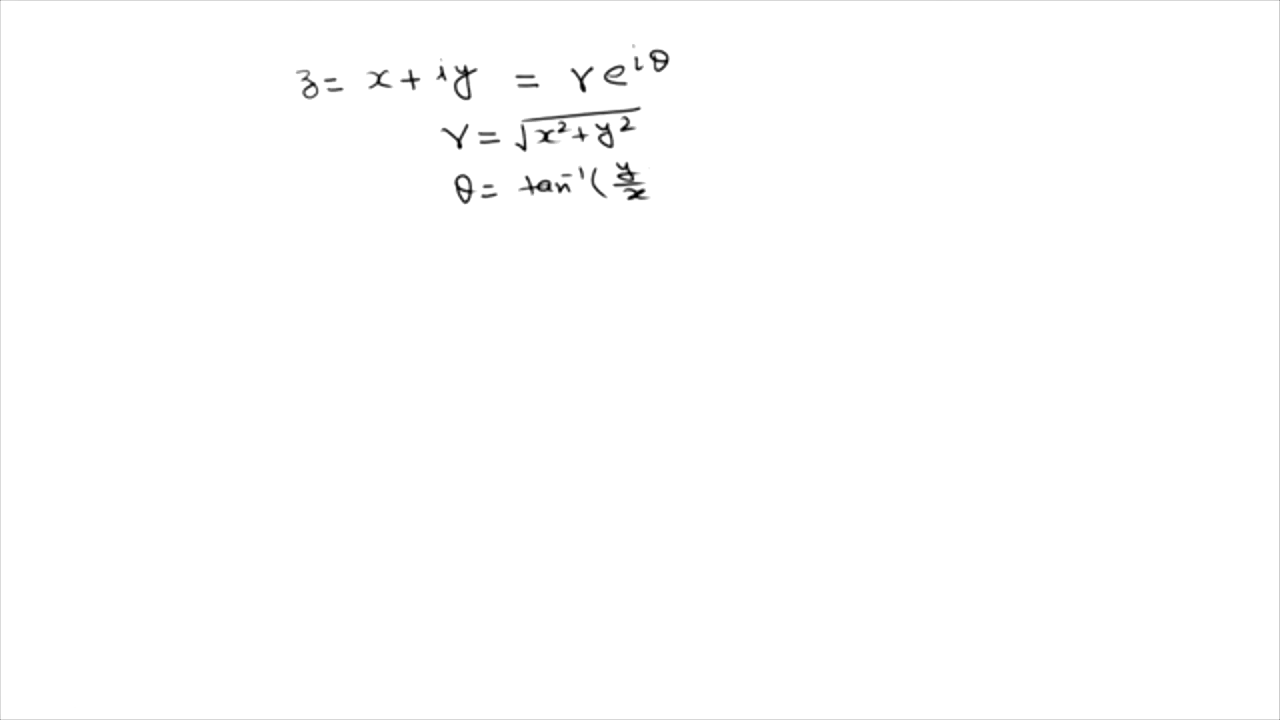 z = x + iy = re^{iθ}
r = √(x² + y²)
θ = tan⁻¹(y/x